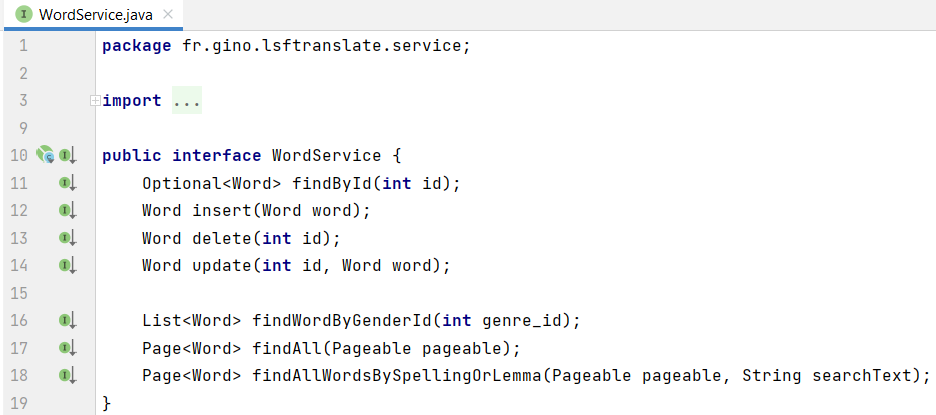 WordService.java
1 package fr.gino.lsftranslate.service;
2
3 import ...
9
10 public interface WordService {
11 Optional<Word> findById(int id);
12 Word insert(Word word);
13 Word delete(int id);
14 Word update(int id, Word word);
15
16 List<Word> findWordByGenderId(int genre_id);
17 Page<Word> findAll(Pageable pageable);
18 Page<Word> findAllWordsBySpellingOrLemma(Pageable pageable, String searchText);
19 }